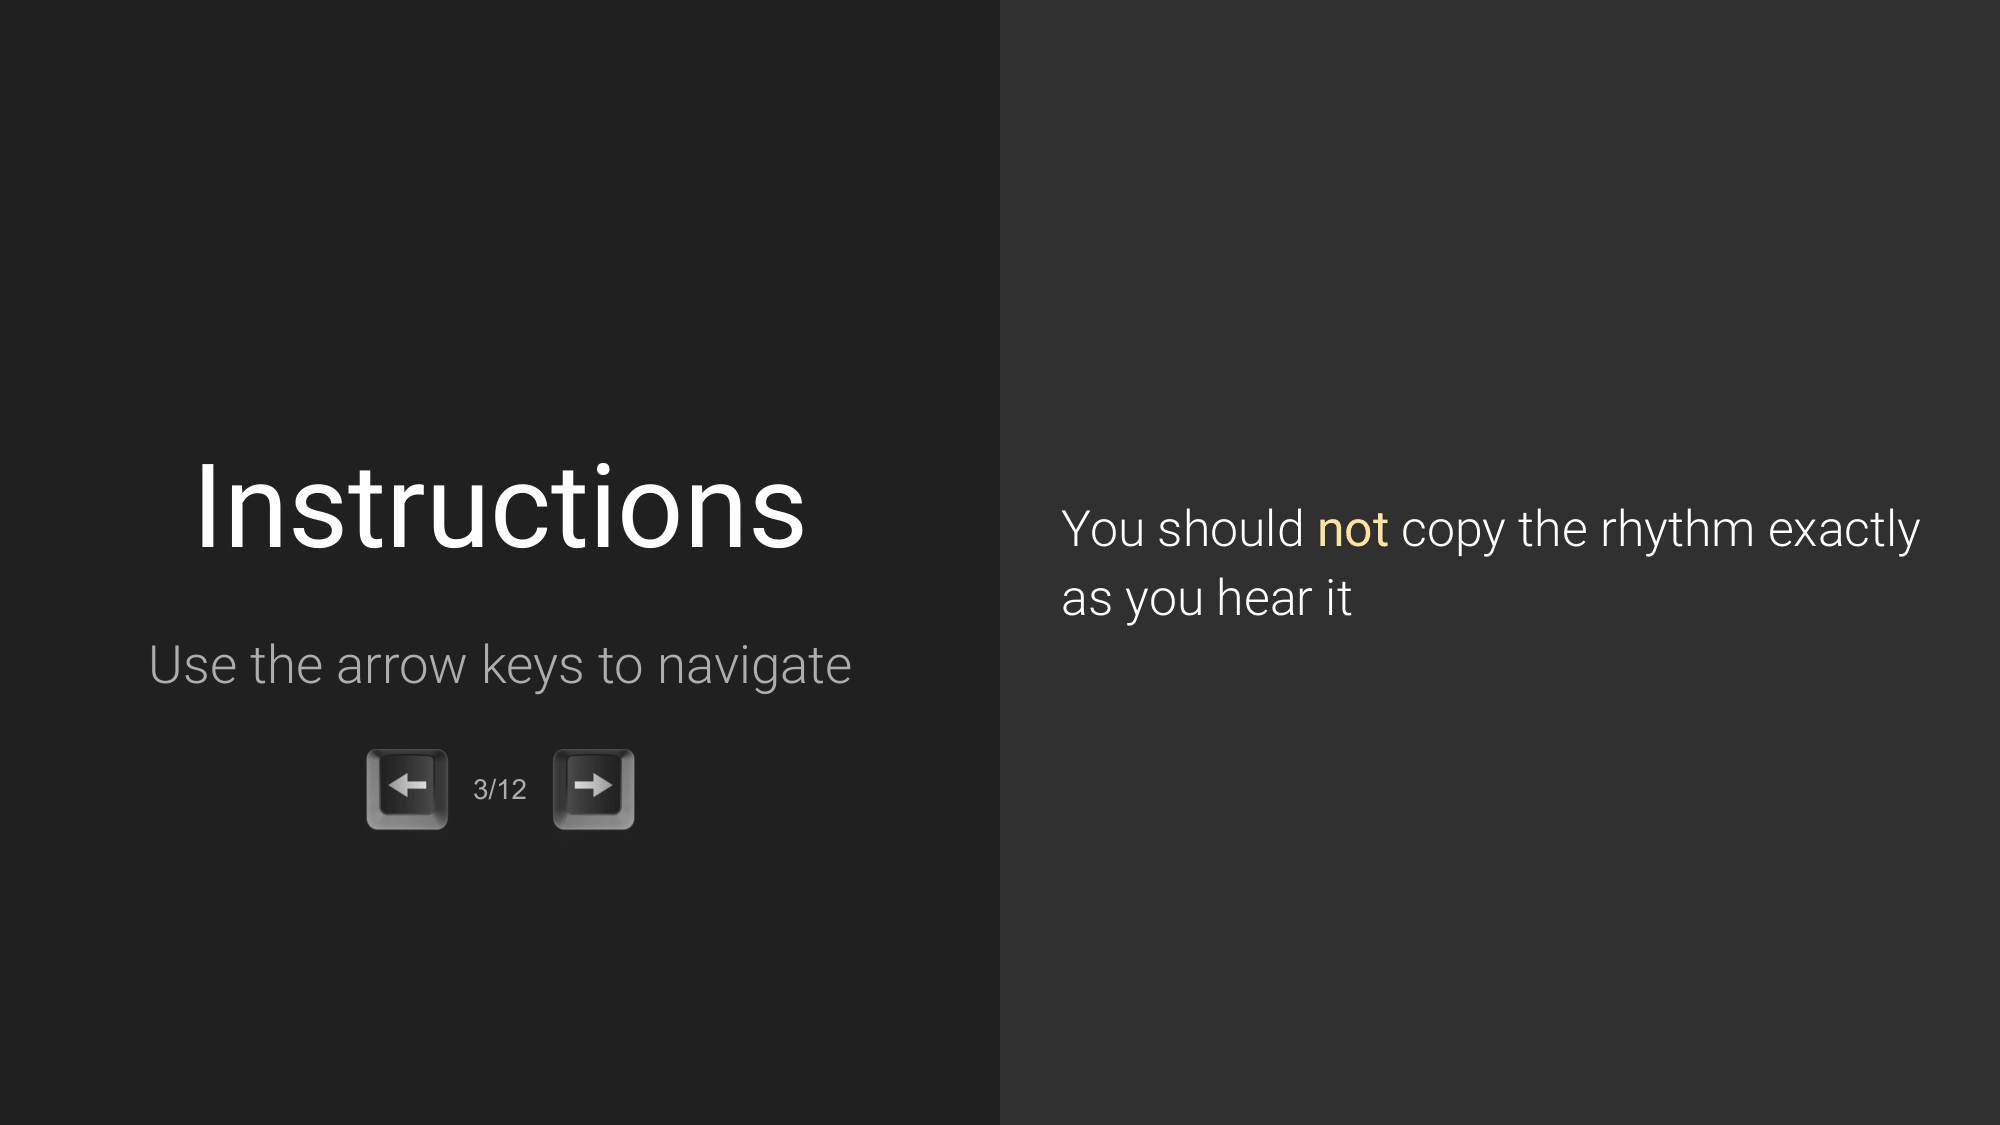 Instructions
Use the arrow keys to navigate
3/12
You should not copy the rhythm exactly
as you hear it